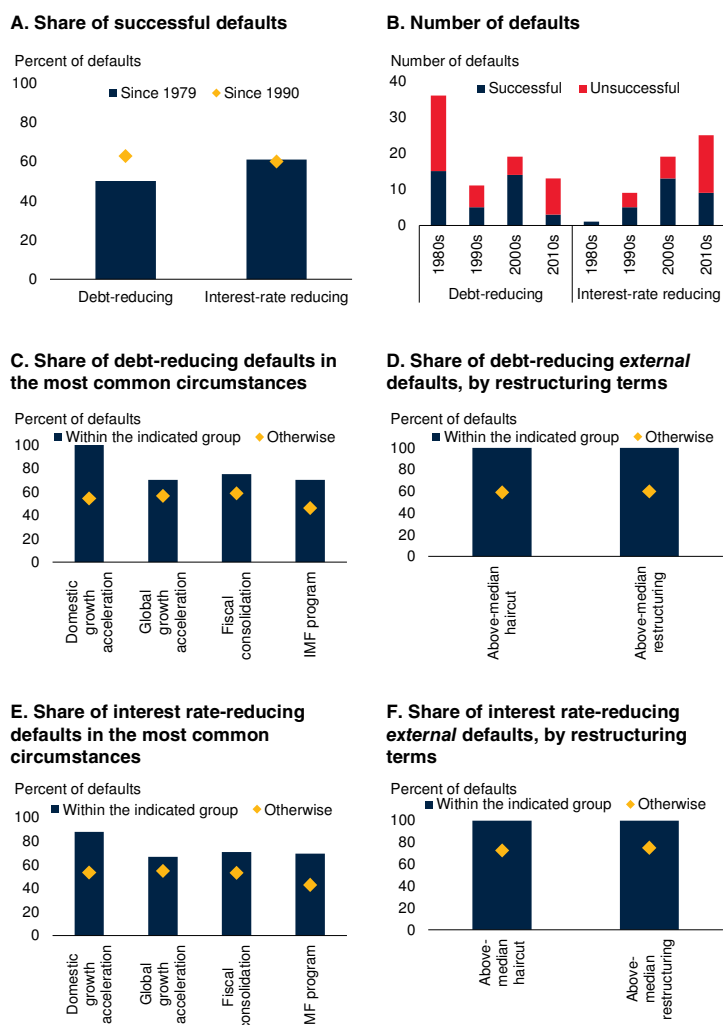 A. Share of successful defaults
Percent of defaults
100
80
60
40
20
0
Since 1979
Since 1990
Debt-reducing
Interest-rate reducing
B. Number of defaults
Number of defaults
40
30
20
10
0
Successful
Unsuccessful
1980s
1990s
2000s
2010s
1980s
1990s
2000s
2010s
Debt-reducing
Interest-rate reducing
C. Share of debt-reducing defaults in
the most common circumstances
Percent of defaults
Within the indicated group
Otherwise
100
80
60
40
20
0
Domestic
growth
acceleration
Global
growth
acceleration
Fiscal
consolidation
IMF program
D. Share of debt-reducing external
defaults, by restructuring terms
Percent of defaults
Within the indicated group
Otherwise
100
80
60
40
20
0
Above-median
haircut
Above-median
restructuring
E. Share of interest rate-reducing
defaults in the most common
circumstances
Percent of defaults
Within the indicated group
Otherwise
100
80
60
40
20
0
Domestic
growth
acceleration
Global
growth
acceleration
Fiscal
consolidation
MF program
F. Share of interest rate-reducing
external defaults, by restructuring
terms
Percent of defaults
Within the indicated group
Otherwise
100
80
60
40
20
0
Above-
median
haircut
Above-
median
restructuring